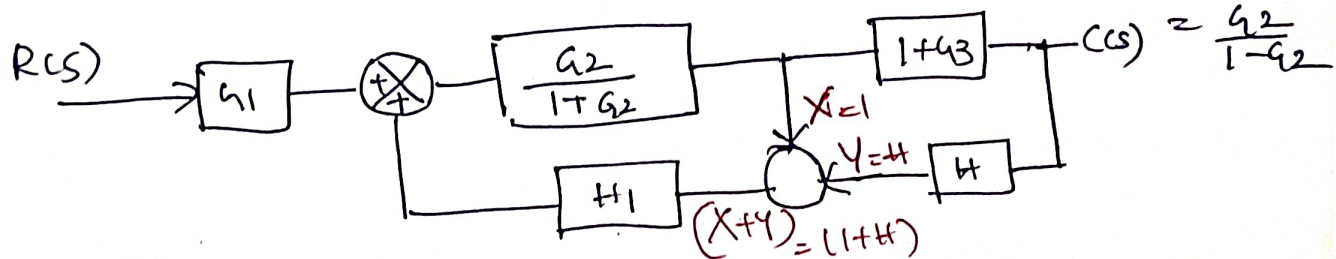 R(S)
G1
+
+
G2
1+G2
1+G3
C(S) = G2
1-G2
X=1
Y=H
H
H1
(X+Y)=(1+H)